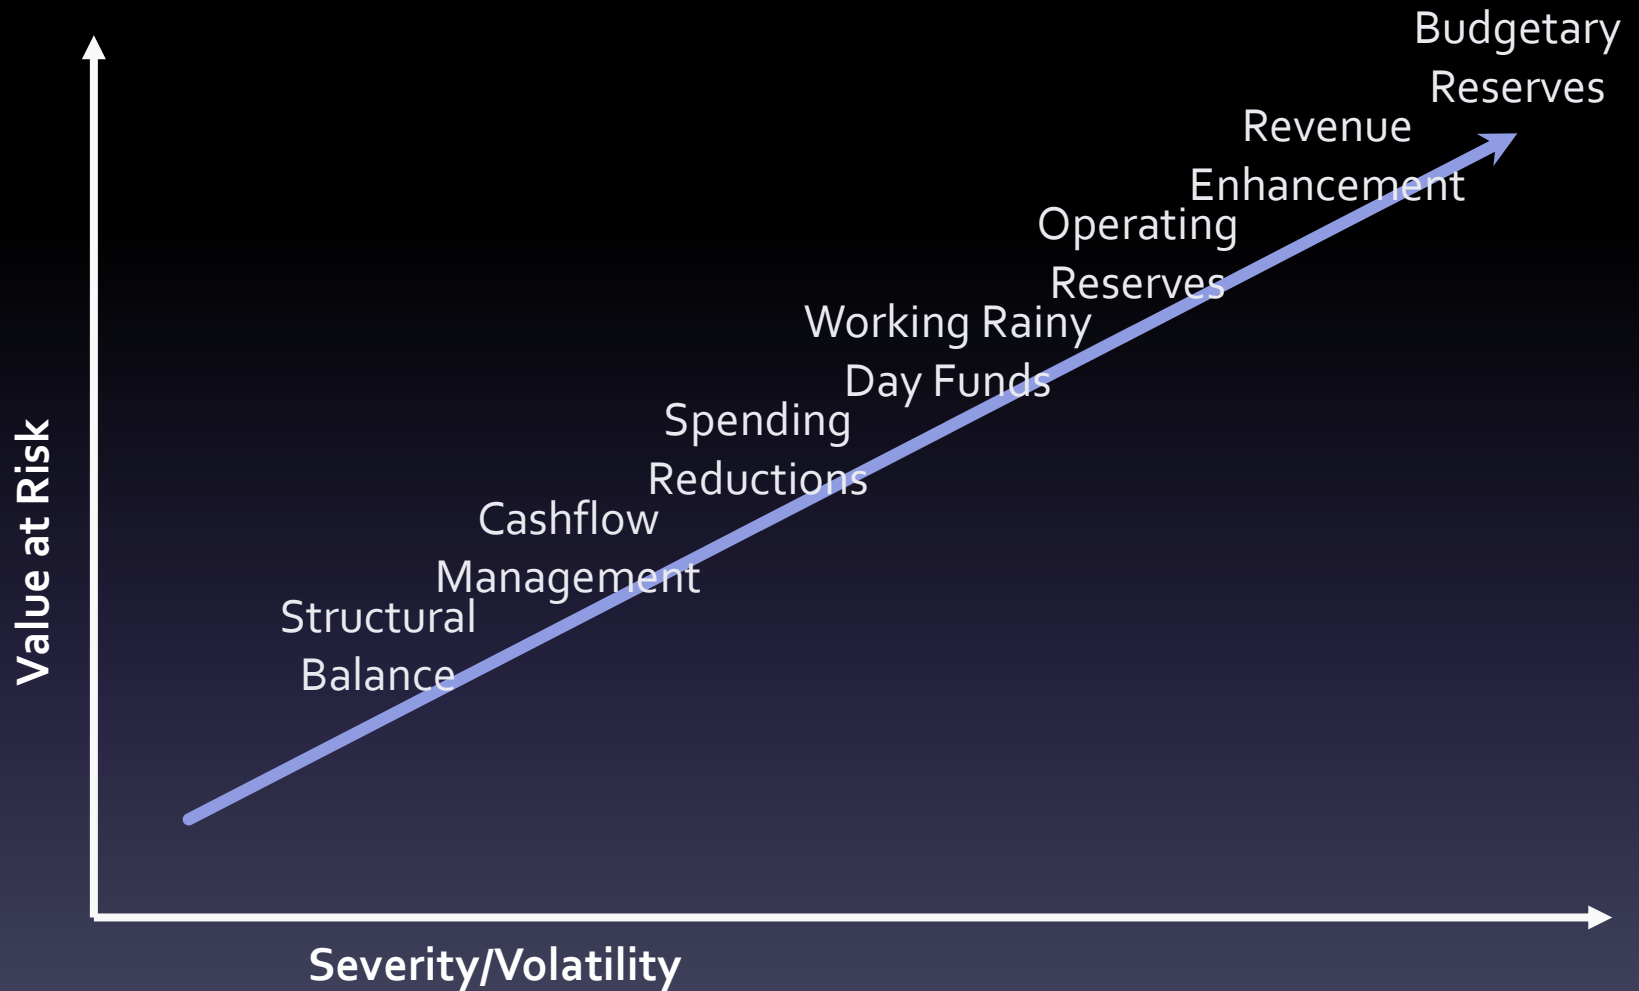 Budgetary
Reserves
Revenue
Enhancement
Operating
Reserves
Working Rainy
Day Funds
Spending
Reductions
Cashflow
Management
Structural
Balance
Value at Risk
Severity/Volatility